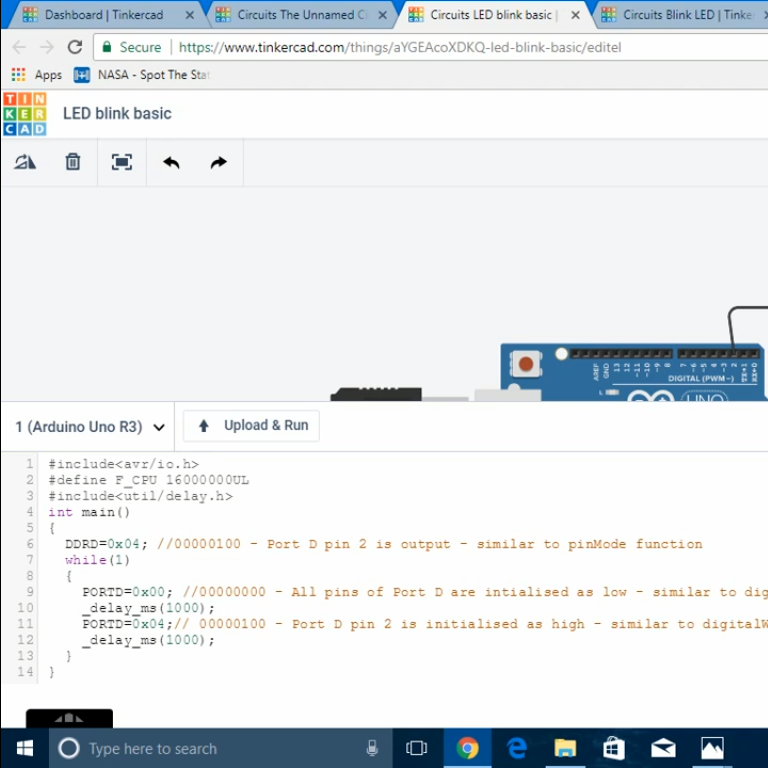 Dashboard | Tinkercad
Circuits The Unnamed Ci
Circuits LED blink basic |
Circuits Blink LED | Tinke
Secure
https://www.tinkercad.com/things/aYGEAcoXDKQ-led-blink-basic/editel
Apps
NASA - Spot The Sta
TIN
KER
CAD
LED blink basic
AREF
GND
13
12
~11
~10
~9
8
7
~6
~5
4
~3
2
TX→1
RX←0
DIGITAL (PWM~)
UNO
1 (Arduino Uno R3)
Upload & Run
1 #include<avr/io.h>
2 #define F_CPU 16000000UL
3 #include<util/delay.h>
4 int main()
5 {
6 DDRD=0x04; //00000100 - Port D pin 2 is output - similar to pinMode function
7 while(1)
8 {
9 PORTD=0x00; //00000000 - All pins of Port D are intialised as low - similar to dig
10 _delay_ms(1000);
11 PORTD=0x04;// 00000100 - Port D pin 2 is initialised as high - similar to digitalW
12 _delay_ms(1000);
13 }
14 }
Type here to search